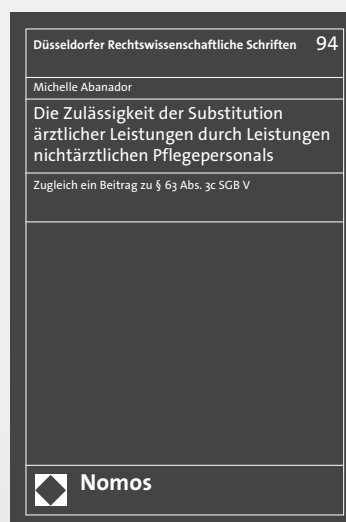 Düsseldorfer Rechtswissenschaftliche Schriften 94
Michelle Abanador
Die Zulässigkeit der Substitution
ärztlicher Leistungen durch Leistungen
nichtärztlichen Pflegepersonals
Zugleich ein Beitrag zu § 63 Abs. 3c SGB V
Nomos